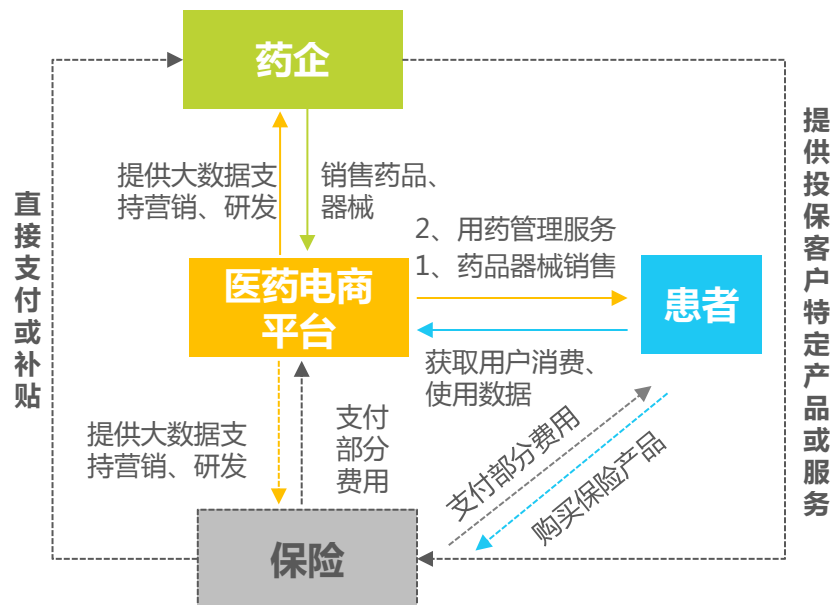 药企
提供大数据支
持营销、研发
销售药品、
器械
直接支付或补贴
提供投保客户特定产品或服务
2、用药管理服务
1、药品器械销售
医药电商
平台
患者
获取用户消费、
使用数据
提供大数据支
持营销、研发
支付
部分
费用
支付部分费用
购买保险产品
保险